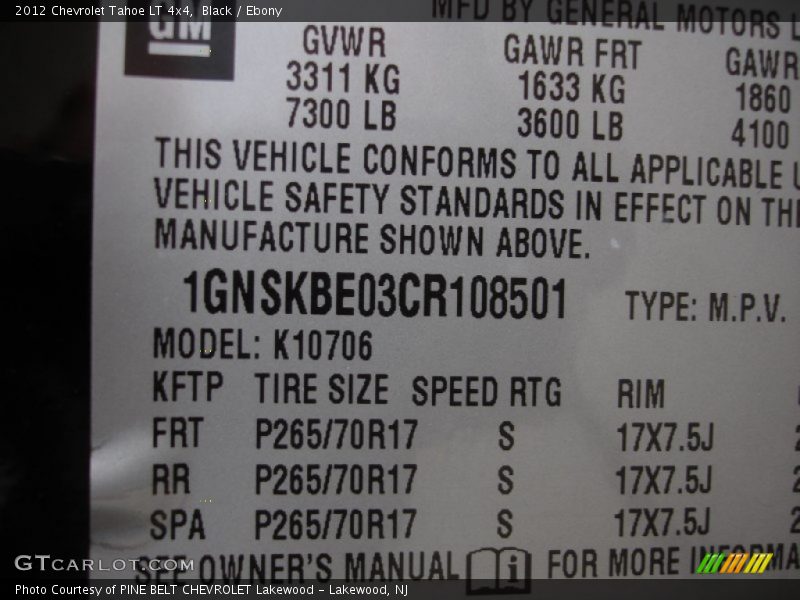 2012 Chevrolet Tahoe LT 4x4, Black / Ebony
MFD BY GENERAL MOTORS
GM
GVWR GAWR FRT GAWR
3311 KG 1633 KG 1860
7300 LB 3600 LB 4100
THIS VEHICLE CONFORMS TO ALL APPLICABLE
VEHICLE SAFETY STANDARDS IN EFFECT ON
MANUFACTURE SHOWN ABOVE.
1GNSKBE03CR108501 TYPE: M.P.V.
MODEL: K10706
KFTP TIRE SIZE SPEED RTG RIM
FRT P265/70R17 S 17X7.5J
RR P265/70R17 S 17X7.5J
SPA P265/70R17 S 17X7.5J
SEE OWNER'S MANUAL i FOR MORE
GTCARLOT.COM
Photo Courtesy of PINE BELT CHEVROLET Lakewood - Lakewood, NJ